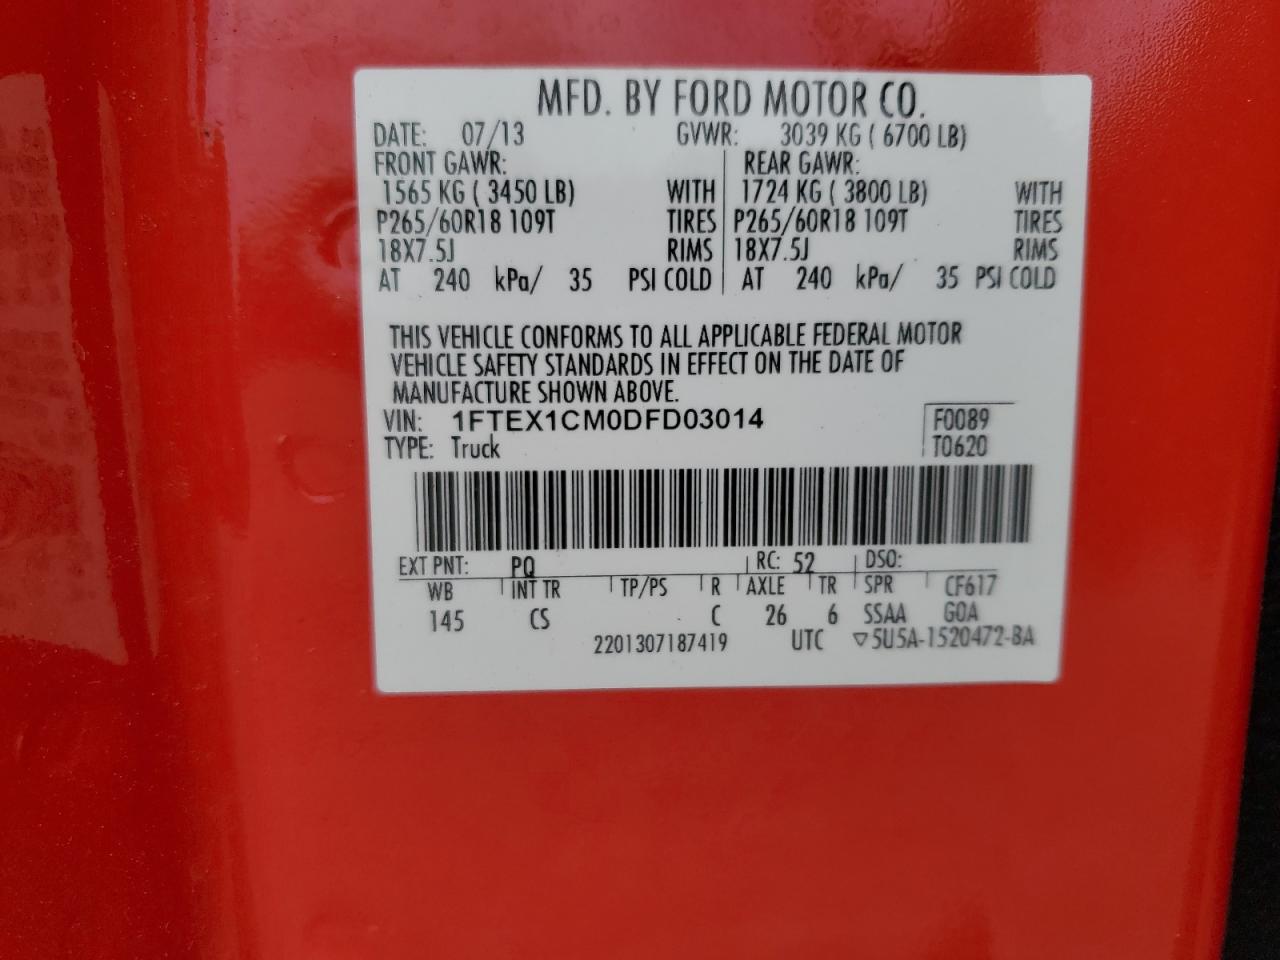 MFD. BY FORD MOTOR CO.
DATE: 07/13 GVWR: 3039 KG ( 6700 LB)
FRONT GAWR: REAR GAWR:
1565 KG ( 3450 LB) WITH 1724 KG ( 3800 LB) WITH
P265/60R18 109T TIRES P265/60R18 109T TIRES
18X7.5J RIMS 18X7.5J RIMS
AT 240 kPa/ 35 PSI COLD AT 240 kPa/ 35 PSI COLD
THIS VEHICLE CONFORMS TO ALL APPLICABLE FEDERAL MOTOR
VEHICLE SAFETY STANDARDS IN EFFECT ON THE DATE OF
MANUFACTURE SHOWN ABOVE.
VIN: 1FTEX1CM0DFD03014 F0089
TYPE: Truck T0620
EXT PNT: PQ RC: 52 DSO:
WB INT TR TP/PS R AXLE TR SPR CF617
145 CS C 26 6 SSAA GOA
2201307187419 UTC ▽5U5A-1520472-BA